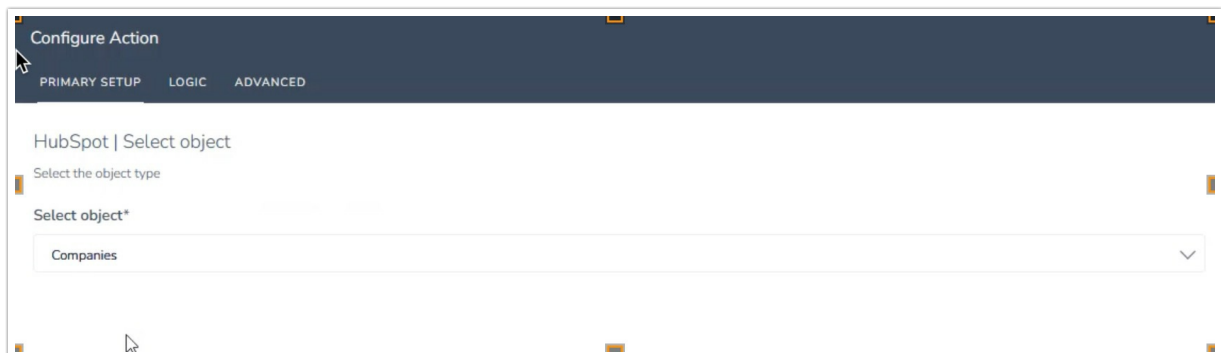 Configure Action
PRIMARY SETUP LOGIC ADVANCED
HubSpot | Select object
Select the object type
Select object*
Companies